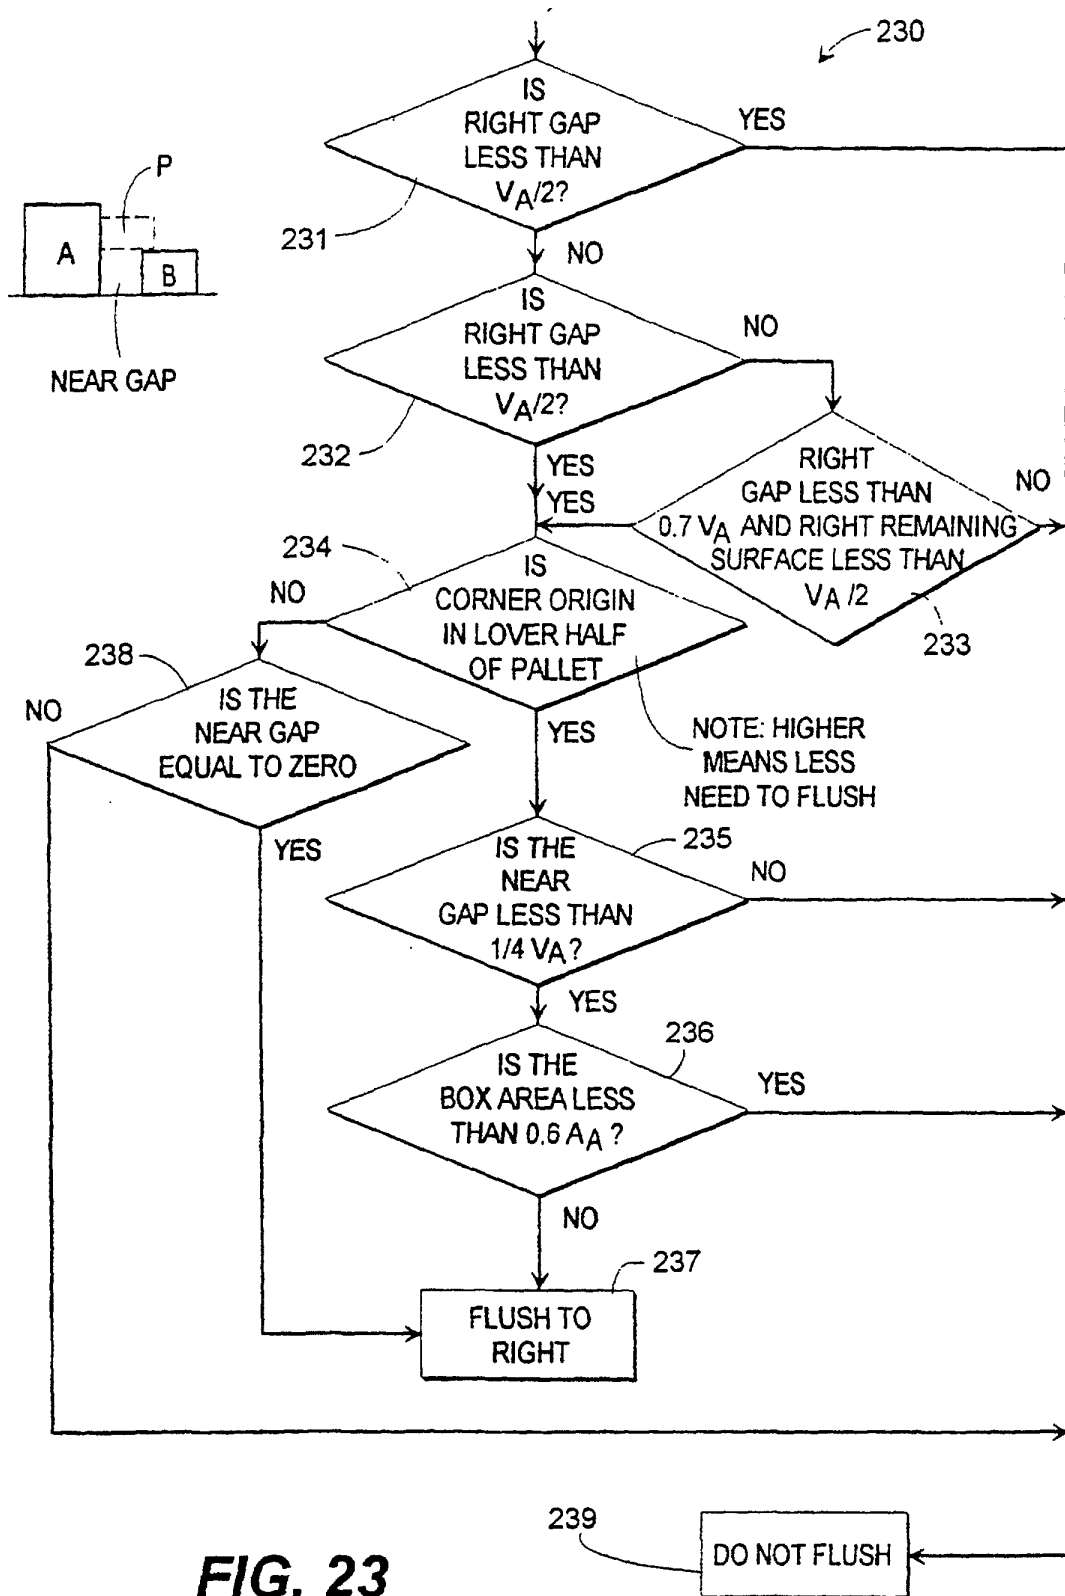 230
IS
RIGHT GAP
LESS THAN
VA/2?
YES
231
NO
P
A
B
NEAR GAP
IS
RIGHT GAP
LESS THAN
VA/2?
NO
232
YES
YES
RIGHT
GAP LESS THAN
0.7 VA AND RIGHT REMAINING
SURFACE LESS THAN
VA/2
NO
233
234
IS
CORNER ORIGIN
IN LOVER HALF
OF PALLET
NO
YES
NOTE: HIGHER
MEANS LESS
NEED TO FLUSH
238
IS THE
NEAR GAP
EQUAL TO ZERO
NO
YES
235
IS THE
NEAR
GAP LESS THAN
1/4 VA?
NO
YES
236
IS THE
BOX AREA LESS
THAN 0.6 AA ?
YES
NO
237
FLUSH TO
RIGHT
239
DO NOT FLUSH
FIG. 23